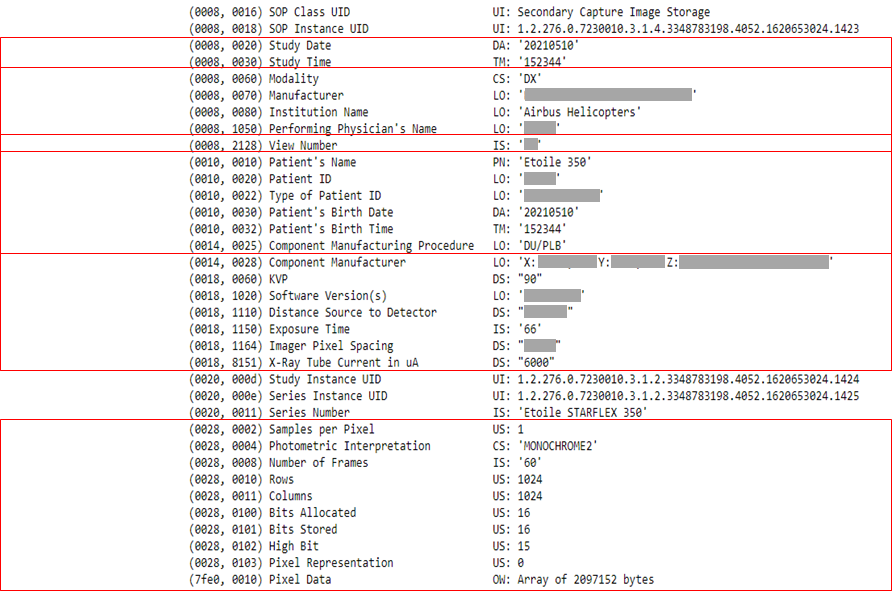 (0008, 0016) SOP Class UID UI: Secondary Capture Image Storage
(0008, 0018) SOP Instance UID UI: 1.2.276.0.7230010.3.1.4.3348783198.4052.1620653024.1423
(0008, 0020) Study Date DA: '20210510'
(0008, 0030) Study Time TM: '152344'
(0008, 0060) Modality CS: 'DX'
(0008, 0070) Manufacturer LO: ' '
(0008, 0080) Institution Name LO: 'Airbus Helicopters'
(0008, 1050) Performing Physician's Name LO: ' '
(0008, 2128) View Number IS: ' '
(0010, 0010) Patient's Name PN: 'Etoile 350'
(0010, 0020) Patient ID LO: ' '
(0010, 0022) Type of Patient ID LO: ' '
(0010, 0030) Patient's Birth Date DA: '20210510'
(0010, 0032) Patient's Birth Time TM: '152344'
(0014, 0025) Component Manufacturing Procedure LO: 'DU/PLB'
(0014, 0028) Component Manufacturer LO: 'X: Y: Z: '
(0018, 0060) KVP DS: "90"
(0018, 1020) Software Version(s) LO: ' '
(0018, 1110) Distance Source to Detector DS: " "
(0018, 1150) Exposure Time IS: '66'
(0018, 1164) Imager Pixel Spacing DS: " "
(0018, 8151) X-Ray Tube Current in uA DS: "6000"
(0020, 000d) Study Instance UID UI: 1.2.276.0.7230010.3.1.2.3348783198.4052.1620653024.1424
(0020, 000e) Series Instance UID UI: 1.2.276.0.7230010.3.1.2.3348783198.4052.1620653024.1425
(0020, 0011) Series Number IS: 'Etoile STARFLEX 350'
(0028, 0002) Samples per Pixel US: 1
(0028, 0004) Photometric Interpretation CS: 'MONOCHROME2'
(0028, 0008) Number of Frames IS: '60'
(0028, 0010) Rows US: 1024
(0028, 0011) Columns US: 1024
(0028, 0100) Bits Allocated US: 16
(0028, 0101) Bits Stored US: 16
(0028, 0102) High Bit US: 15
(0028, 0103) Pixel Representation US: 0
(7fe0, 0010) Pixel Data OW: Array of 2097152 bytes